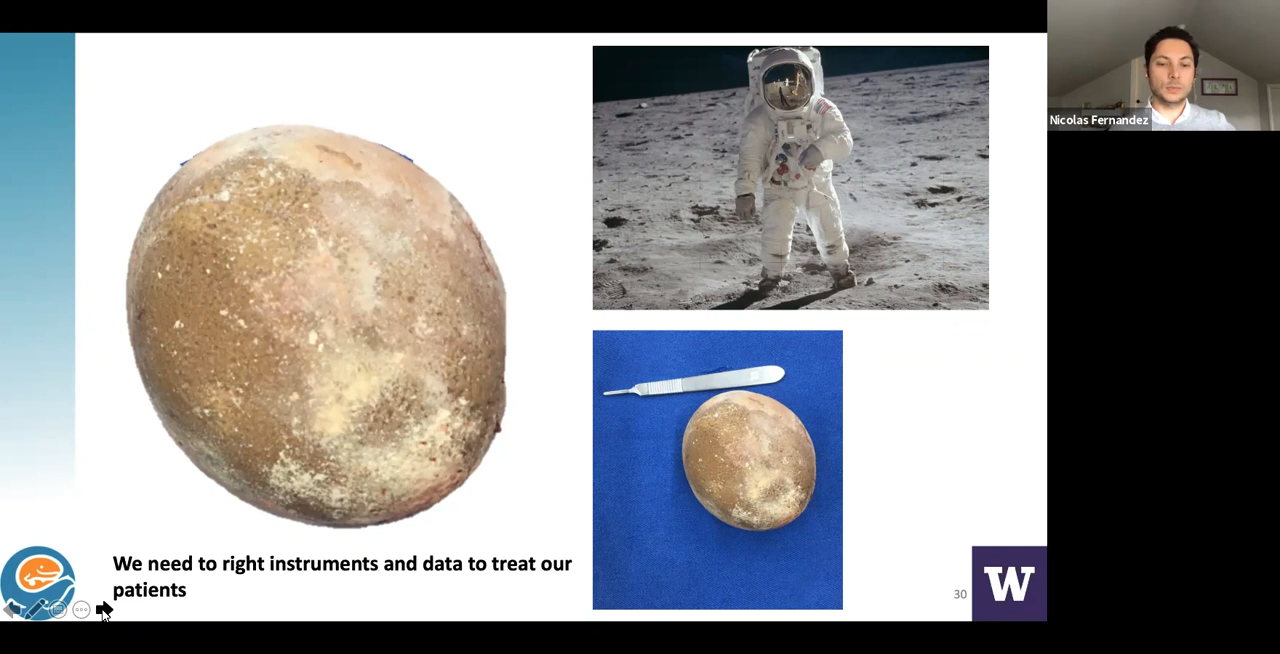 Nicolas Fernandez
We need to right instruments and data to treat our
patients
30
W